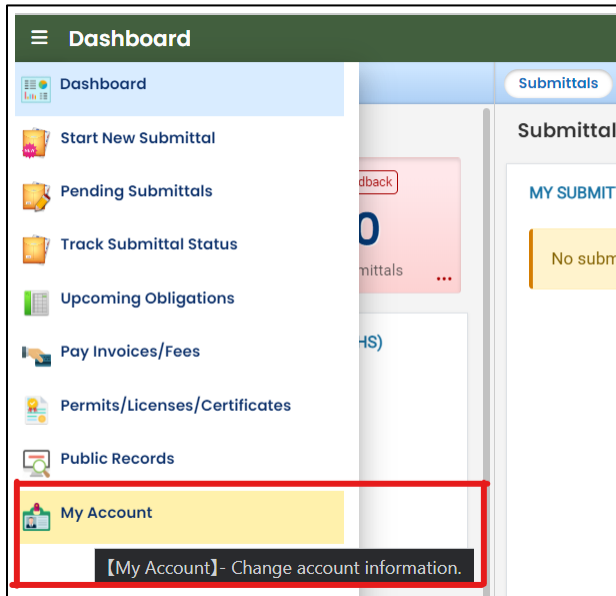 Dashboard
Dashboard
Start New Submittal
Pending Submittals
Track Submittal Status
Upcoming Obligations
Pay Invoices/Fees
Permits/Licenses/Certificates
Public Records
My Account
【My Account】- Change account information.
dback
0
mittals
HS)
Submittals
Submittal
MY SUBMIT
No subm